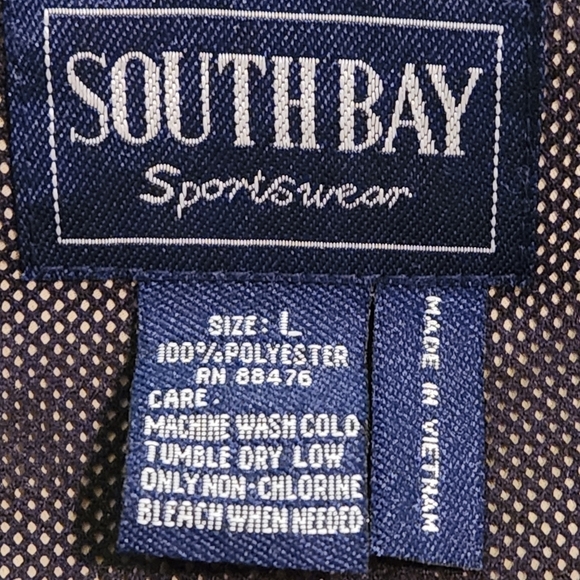 SOUTH BAY
Sportswear
SIZE: L
100% POLYESTER
RN 88476
CARE.
MACHINE WASH COLD
TUMBLE DRY LOW
ONLY NON-CHLORINE
BLEACH WHEN NEEDED
MADE IN VIETNAM